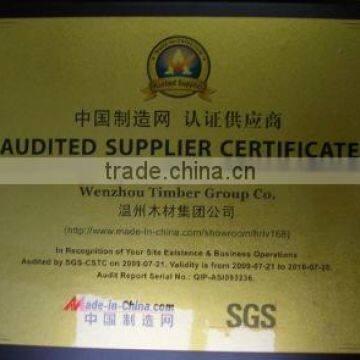 Audited Supplier
中国制造网 认证供应商
AUDITED SUPPLIER CERTIFICATE
trade.china.cn
Wenzhou Timber Group Co.
温州木材集团公司
(http://www.made-in-china.com/showroom/hriv168)
In Recognition of Your Site Existence & Business Operations
Audited by SGS-CSTC on 2009-07-21. Validity is from 2009-07-21 to 2010-07-20.
Audit Report Serial No.: QIP-ASI093236.
Made-in-China.com
中国制造网
SGS